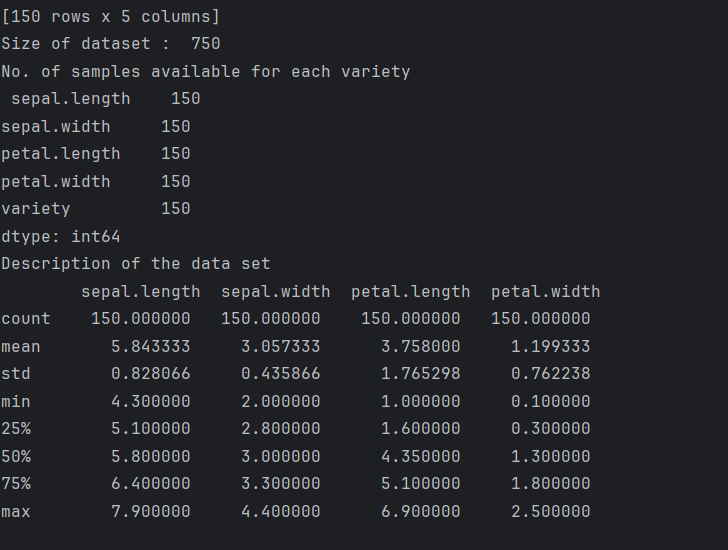 [150 rows x 5 columns]
Size of dataset :  750
No. of samples available for each variety
 sepal.length    150
sepal.width     150
petal.length    150
petal.width     150
variety         150
dtype: int64
Description of the data set
        sepal.length  sepal.width  petal.length  petal.width
count    150.000000   150.000000    150.000000   150.000000
mean       5.843333     3.057333      3.758000     1.199333
std        0.828066     0.435866      1.765298     0.762238
min        4.300000     2.000000      1.000000     0.100000
25%        5.100000     2.800000      1.600000     0.300000
50%        5.800000     3.000000      4.350000     1.300000
75%        6.400000     3.300000      5.100000     1.800000
max        7.900000     4.400000      6.900000     2.500000